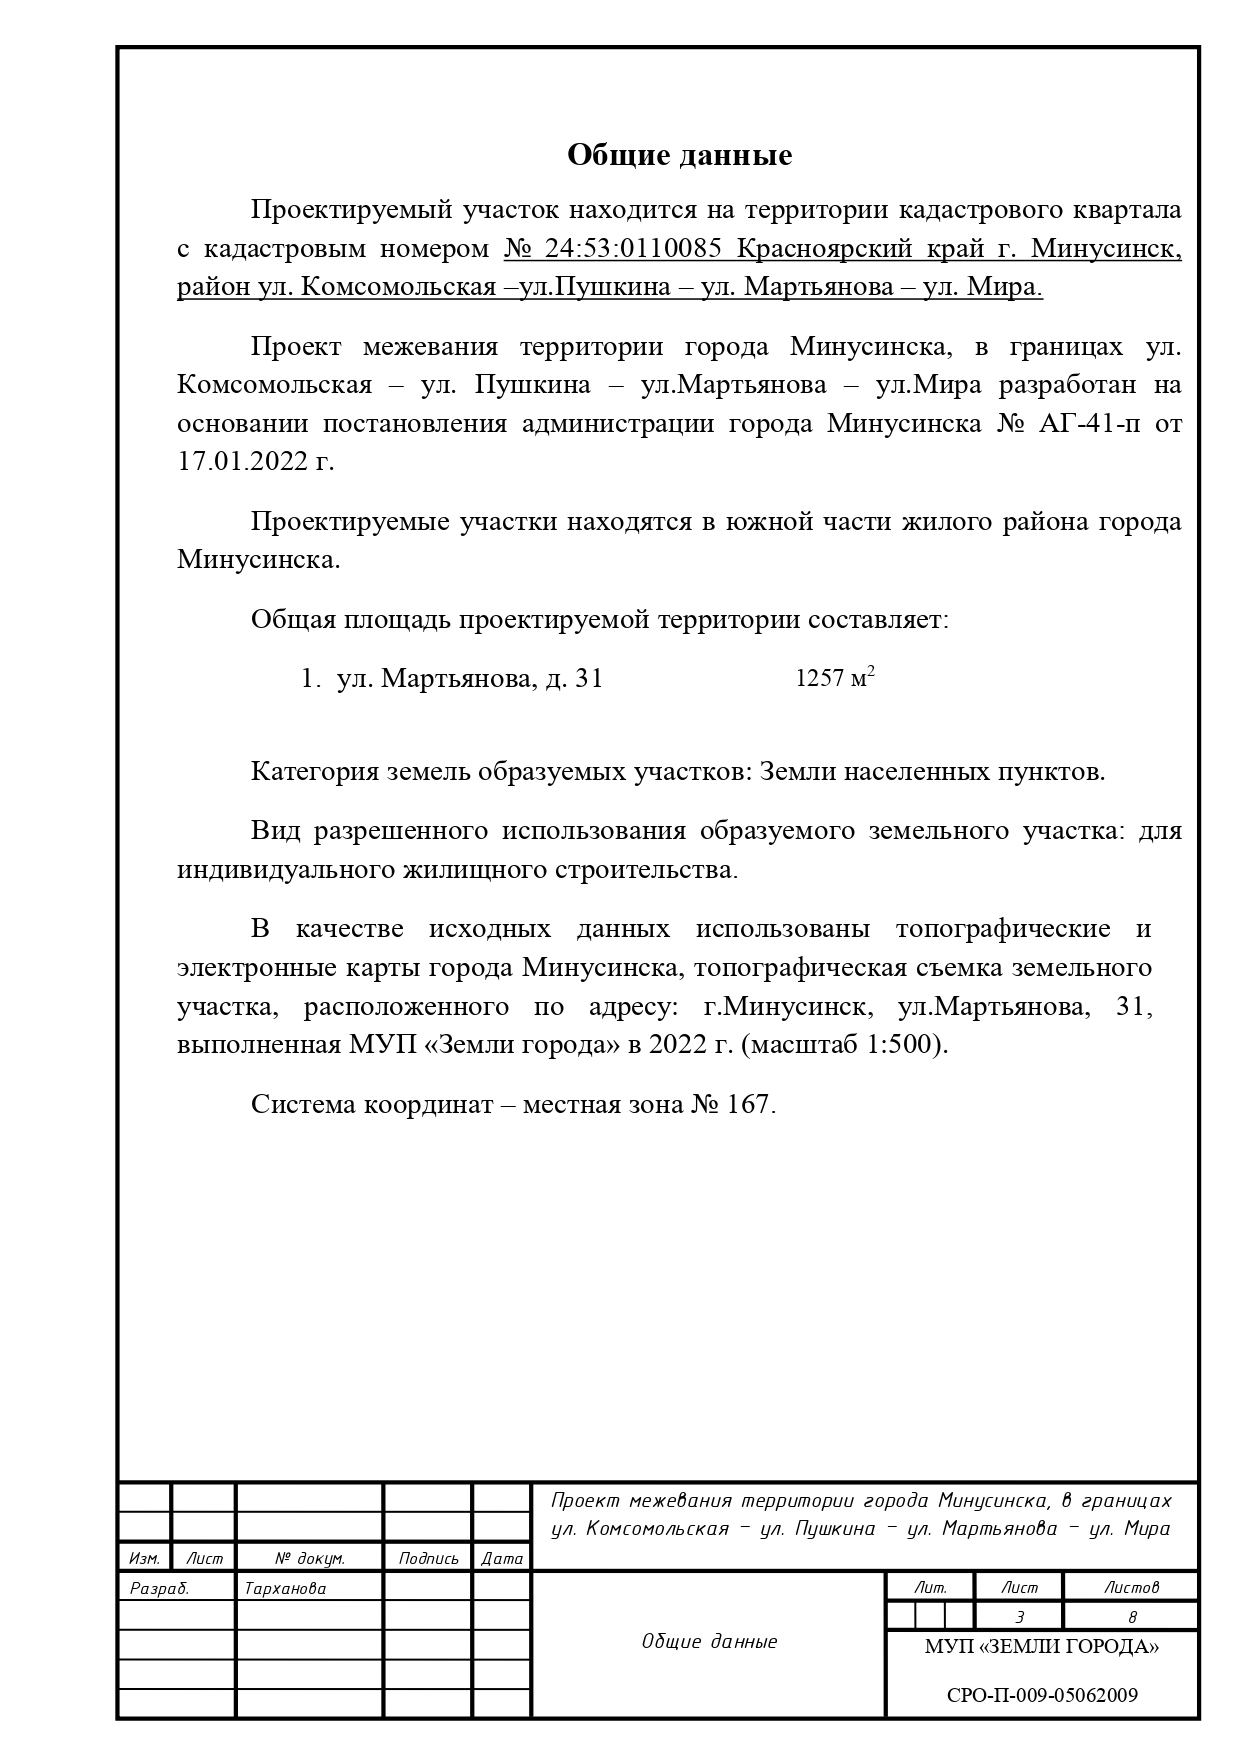 Общие данные
Проектируемый участок находится на территории кадастрового квартала
с кадастровым номером № 24:53:0110085 Красноярский край г. Минусинск,
район ул. Комсомольская –ул.Пушкина – ул. Мартьянова – ул. Мира.
Проект межевания территории города Минусинска, в границах ул.
Комсомольская – ул. Пушкина – ул.Мартьянова – ул.Мира разработан на
основании постановления администрации города Минусинска № АГ-41-п от
17.01.2022 г.
Проектируемые участки находятся в южной части жилого района города
Минусинска.
Общая площадь проектируемой территории составляет:
1. ул. Мартьянова, д. 31 1257 м²
Категория земель образуемых участков: Земли населенных пунктов.
Вид разрешенного использования образуемого земельного участка: для
индивидуального жилищного строительства.
В качестве исходных данных использованы топографические и
электронные карты города Минусинска, топографическая съемка земельного
участка, расположенного по адресу: г.Минусинск, ул.Мартьянова, 31,
выполненная МУП «Земли города» в 2022 г. (масштаб 1:500).
Система координат – местная зона № 167.
Проект межевания территории города Минусинска, в границах
ул. Комсомольская – ул. Пушкина – ул. Мартьянова – ул. Мира
Изм. Лист № докум. Подпись Дата
Разраб. Тарханова
Общие данные
Лит. Лист Листов
3 8
МУП «ЗЕМЛИ ГОРОДА»
СРО-П-009-05062009